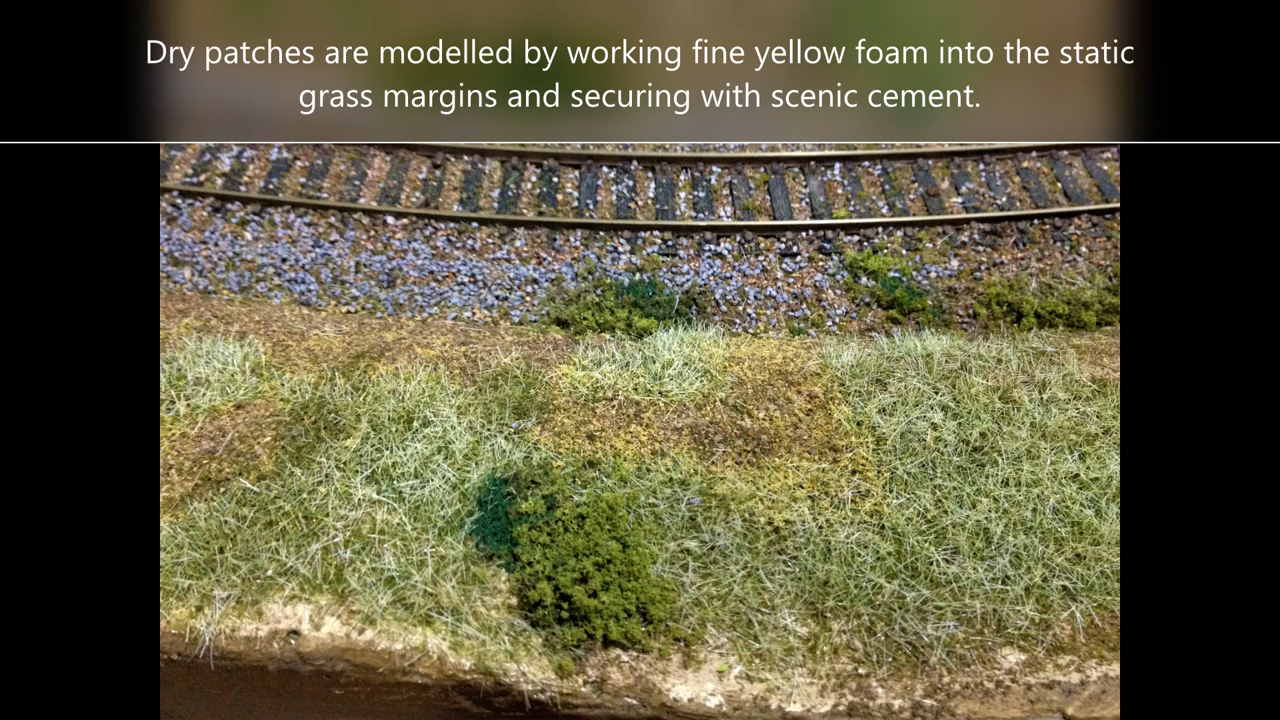 Dry patches are modelled by working fine yellow foam into the static
grass margins and securing with scenic cement.